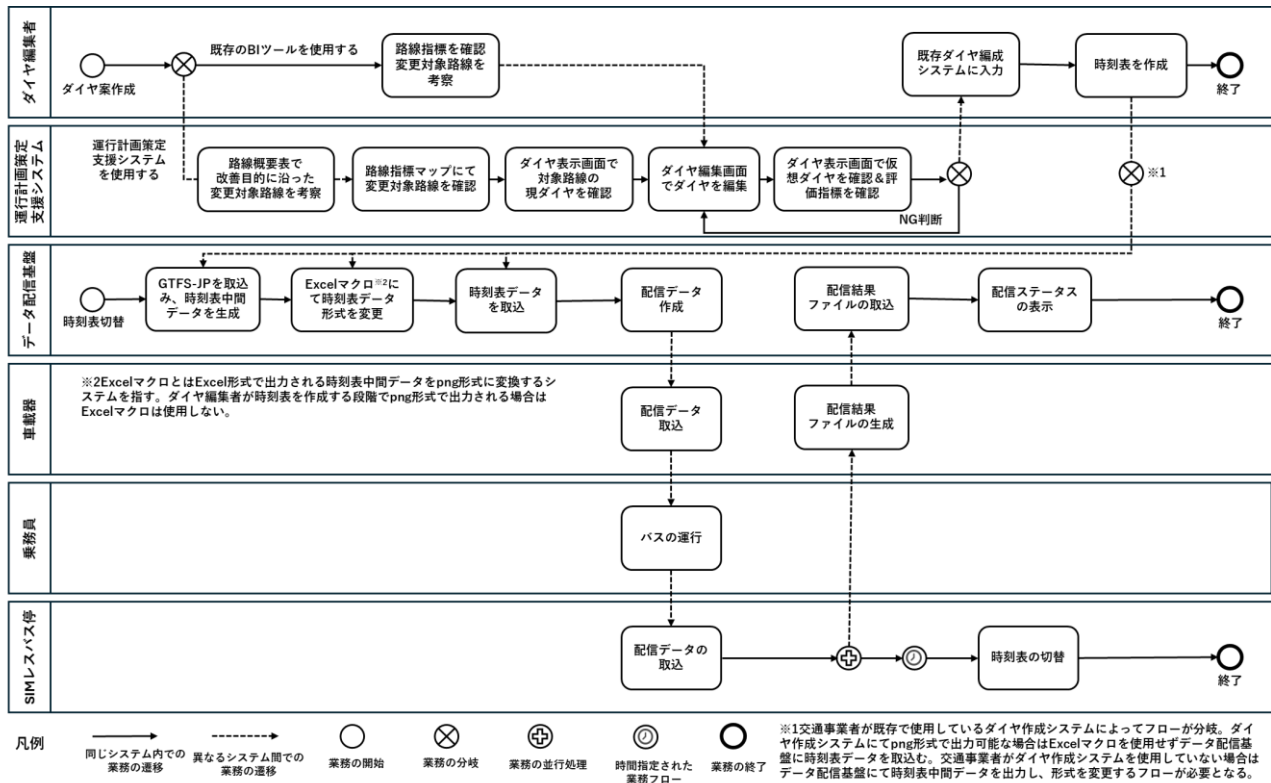 ダイヤ編集者
ダイヤ案作成
既存のBIツールを使用する
路線指標を確認
変更対象路線を
考察
既存ダイヤ編成
システムに入力
時刻表を作成
終了
運行計画策定
支援システム
運行計画策定
支援システム
を使用する
路線概要表で
改善目的に沿った
変更対象路線を考察
路線指標マップにて
変更対象路線を確認
ダイヤ表示画面で
対象路線の
現ダイヤを確認
ダイヤ編集画面
でダイヤを編集
ダイヤ表示画面で仮
想ダイヤを確認&評
価指標を確認
NG判断
※1
データ配信基盤
時刻表切替
GTFS-JPを取込
み、時刻表中間
データを生成
Excelマクロ※2に
て時刻表データ
形式を変更
時刻表データ
を取込
配信データ
作成
配信結果
ファイルの取込
配信ステータス
の表示
終了
車載器
※2Excelマクロとは​Excel形式で出力される時刻表中間データをpng形式に変換するシ
ステムを指す。ダイヤ編集者が時刻表を作成する段階でpng形式で出力される場合は
Excelマクロは使用しない。
配信データ
取込
配信結果
ファイルの生成
乗務員
バスの運行
SIMレスバス停
配信データの
取込
時刻表の切替
終了
凡例
同じシステム内での
業務の遷移
異なるシステム間での
業務の遷移
業務の開始
業務の分岐
業務の並行処理
時間指定された
業務フロー
業務の終了
※1交通事業者が既存で使用しているダイヤ作成システムによってフローが分岐。ダイ
ヤ作成システムにてpng形式で出力可能な場合はExcelマクロを使用せずデータ配信基
盤に時刻表データを取込む。交通事業者がダイヤ作成システムを使用していない場合は
データ配信基盤にて時刻表中間データを出力し、形式を変更するフローが必要となる。